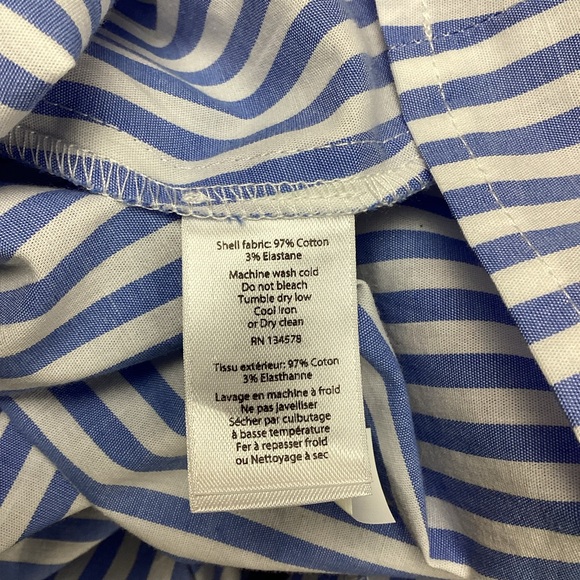 Shell fabric: 97% Cotton
3% Elastane
Machine wash cold
Do not bleach
Tumble dry low
Cool Iron
or Dry clean
RN 134578
Tissu extérieur: 97% Coton
3% Elasthanne
Lavage en machine à froid
Ne pas javelliser
Sécher par culbutage
à basse température
Fer à repasser froid
ou Nettoyage à sec